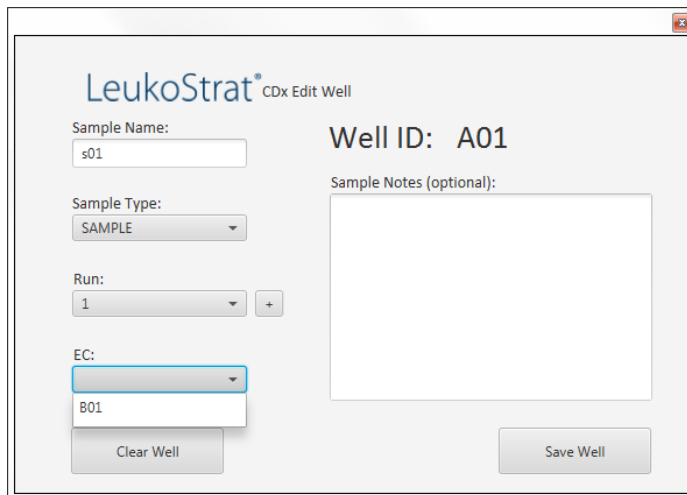 LeukoStrat® CDx Edit Well
Sample Name:
s01
Sample Type:
SAMPLE
Run:
1
+
EC:
B01
Clear Well
Well ID: A01
Sample Notes (optional):
Save Well